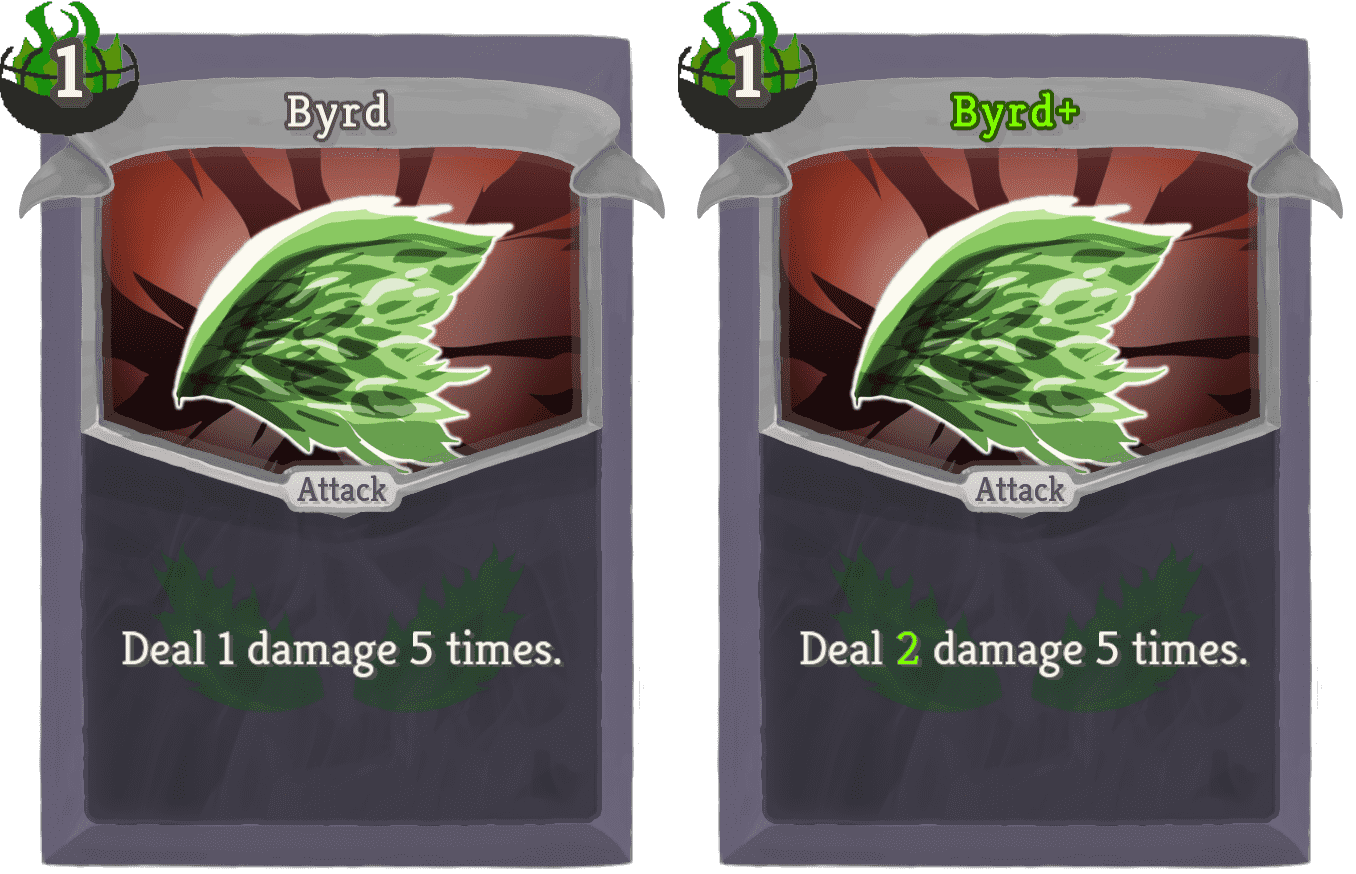 1
Byrd
Attack
Deal 1 damage 5 times.
1
Byrd+
Attack
Deal 2 damage 5 times.